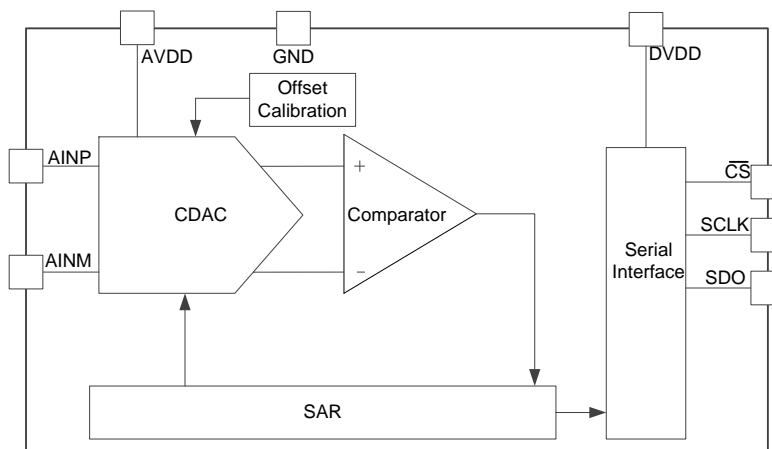 AVDD
GND
DVDD
Offset
Calibration
AINP
CDAC
+
Comparator
−
AINM
CS
SCLK
Serial
Interface
SDO
SAR